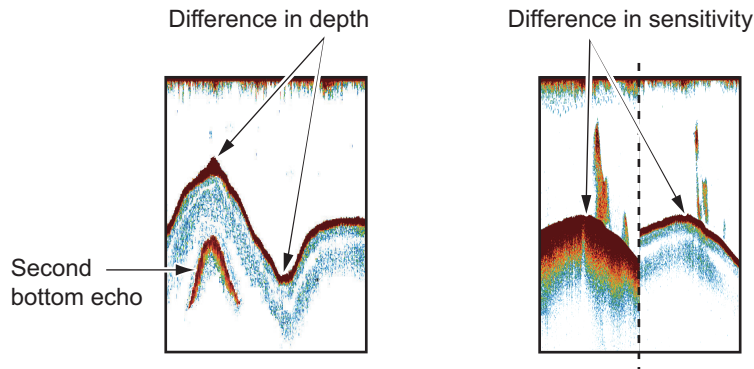 Difference in depth
Difference in sensitivity
Second
bottom echo